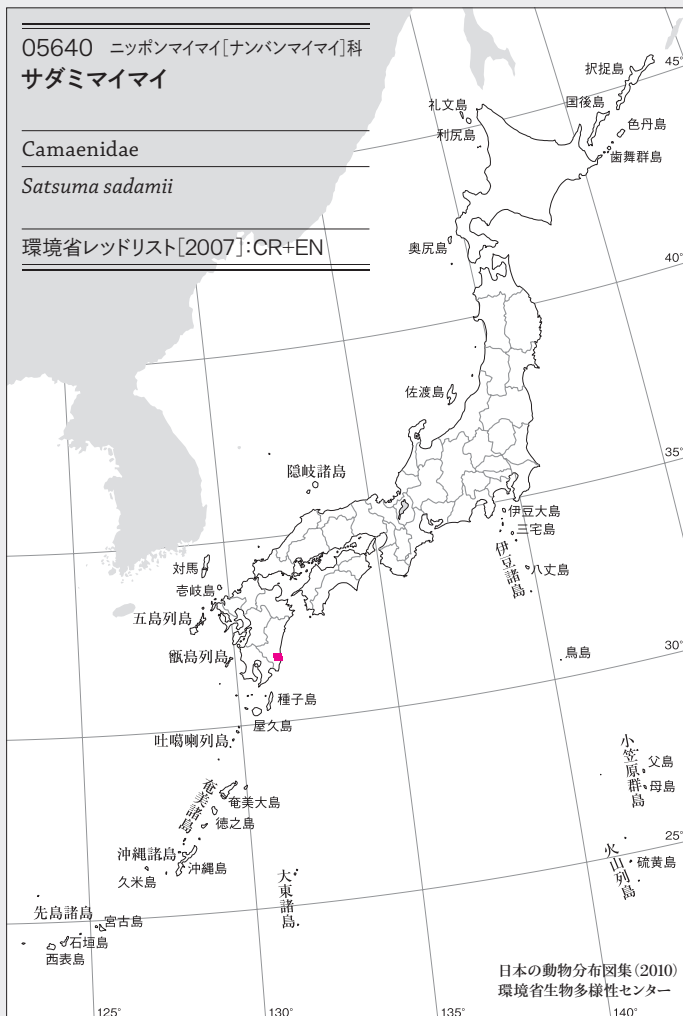 05640 ニッポンマイマイ[ナンバンマイマイ]科
サダミマイマイ
Camaenidae
Satsuma sadamii
環境省レッドリスト[2007]:CR+EN
択捉島
45°
国後島
礼文島
色丹島
利尻島
歯舞群島
奥尻島
40°
佐渡島
35°
隠岐諸島
伊豆大島
三宅島
伊豆諸島
八丈島
対馬
壱岐島
五島列島
甑島列島
鳥島
30°
種子島
屋久島
吐噶喇列島
小笠原群島
父島
母島
奄美諸島
奄美大島
徳之島
25°
沖縄諸島
沖縄島
久米島
大東諸島
火山列島
硫黄島
先島諸島
宮古島
石垣島
西表島
日本の動物分布図集(2010)
環境省生物多様性センター
125°
130°
135°
140°